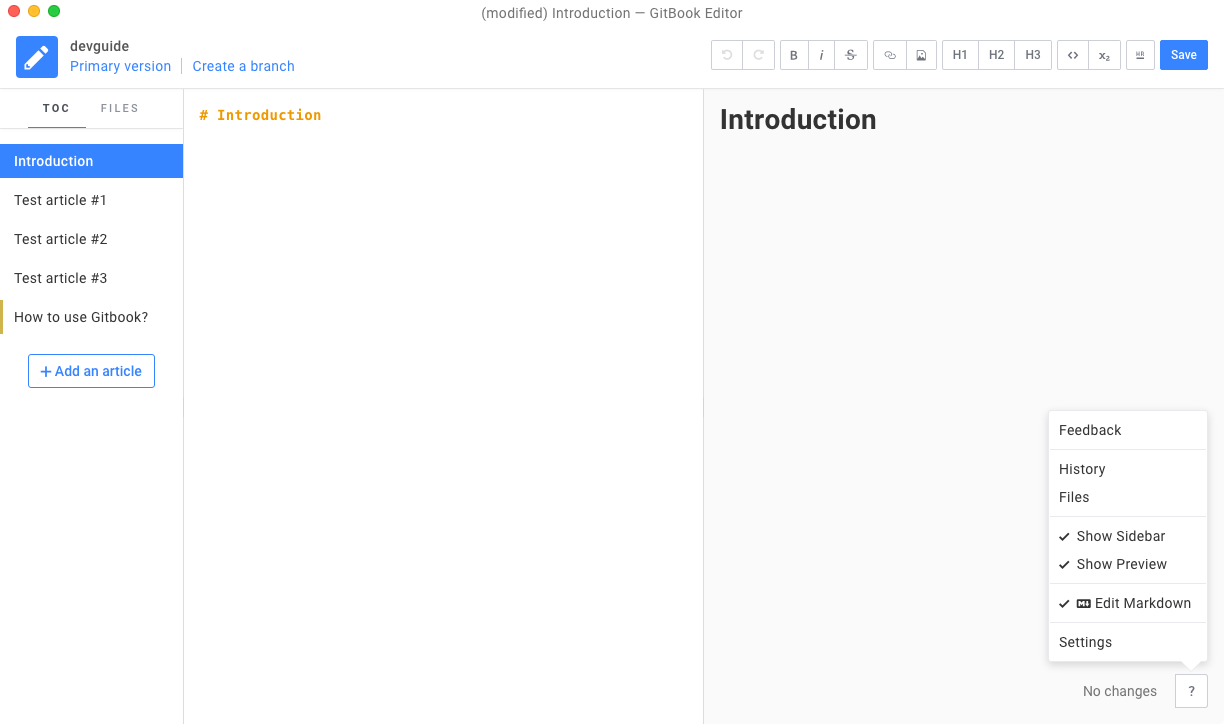 (modified) Introduction — GitBook Editor
devguide
Primary version Create a branch
B i S H1 H2 H3 <> x₂ HR Save
TOC FILES
# Introduction
Introduction
Introduction
Test article #1
Test article #2
Test article #3
How to use Gitbook?
+ Add an article
Feedback
History
Files
✓ Show Sidebar
✓ Show Preview
✓ Edit Markdown
Settings
No changes ?